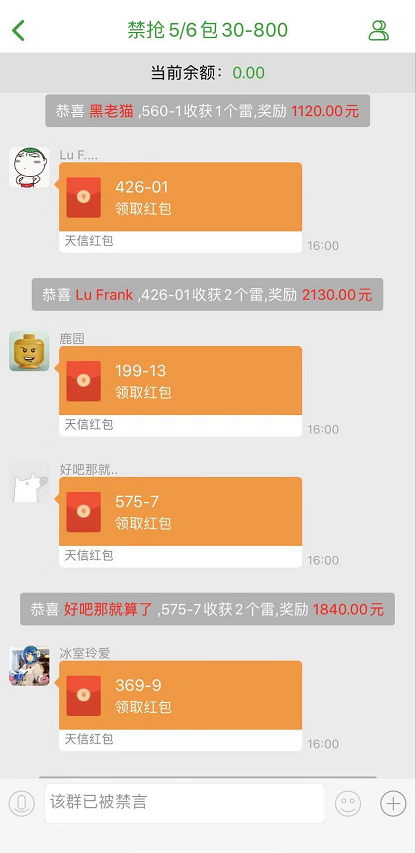 禁抢5/6包30-800
当前余额：0.00
恭喜 黑老猫 ,560-1收获1个雷,奖励 1120.00元
Lu F....
426-01
领取红包
天信红包
16:00
恭喜 Lu Frank ,426-01收获2个雷,奖励 2130.00元
鹿园
199-13
领取红包
天信红包
16:00
好吧那就..
575-7
领取红包
天信红包
16:00
恭喜 好吧那就算了 ,575-7收获2个雷,奖励 1840.00元
冰室玲爱
369-9
领取红包
天信红包
16:00
该群已被禁言